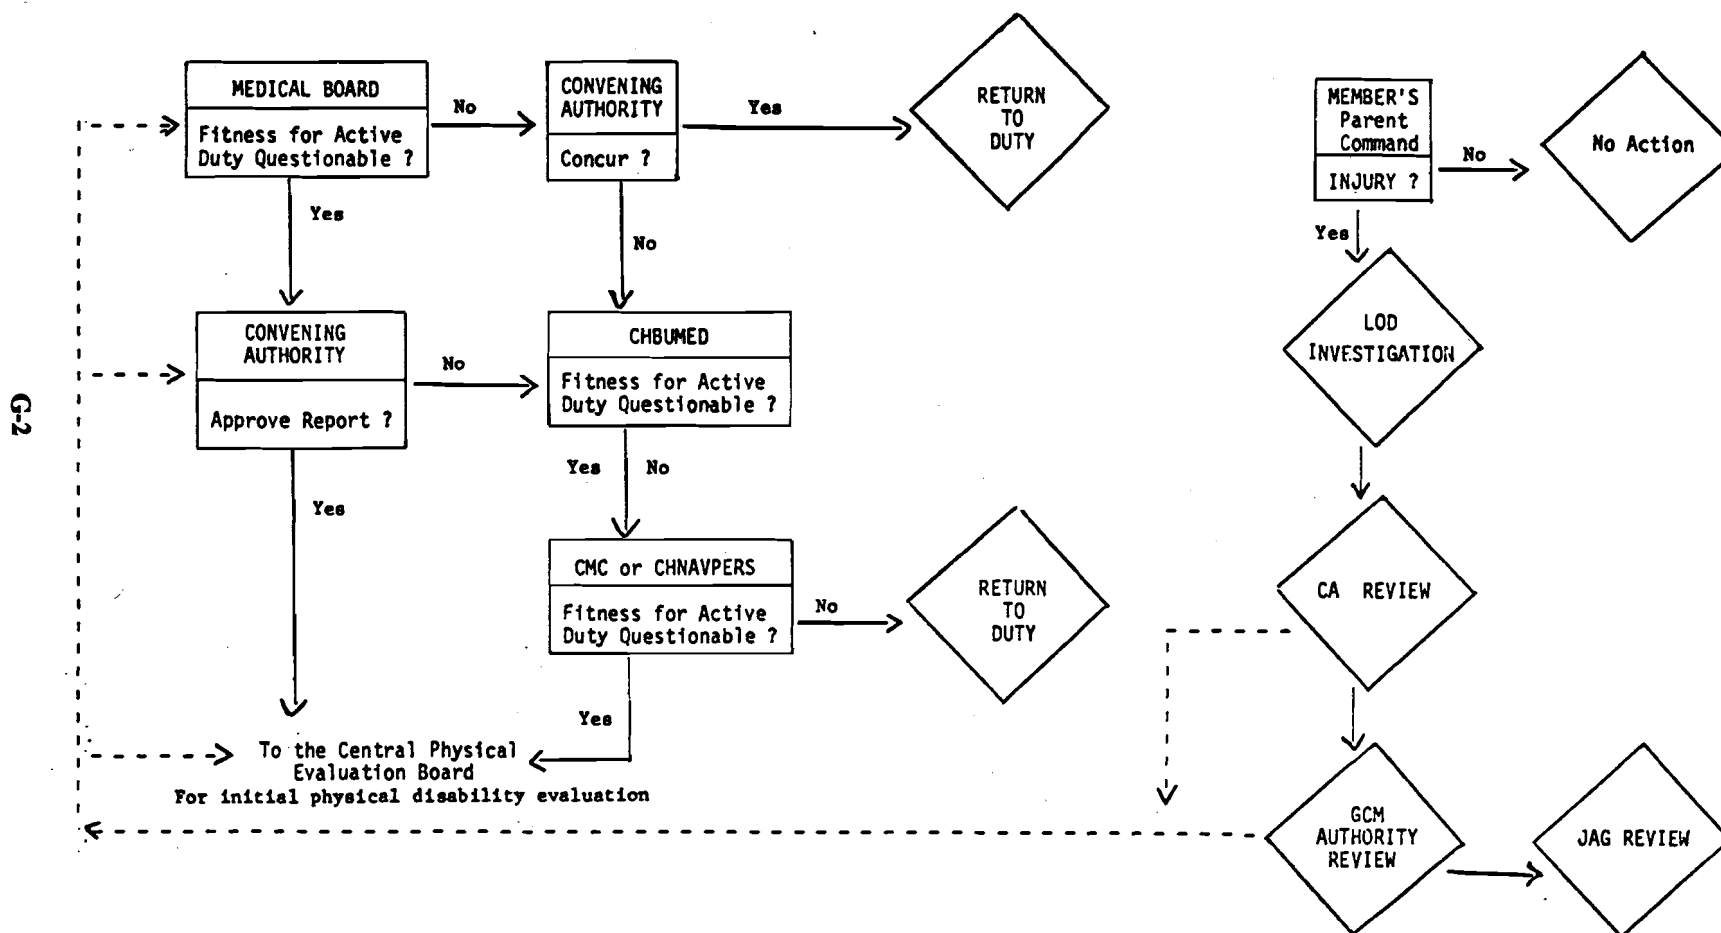 MEDICAL BOARD
Fitness for Active
Duty Questionable ?
No
CONVENING
AUTHORITY
Concur ?
Yes
RETURN
TO
DUTY
MEMBER'S
Parent
Command
INJURY ?
No
No Action
Yes
No
Yes
LOD
INVESTIGATION
CONVENING
AUTHORITY
Approve Report ?
No
CHBUMED
Fitness for Active
Duty Questionable ?
G-2
Yes
Yes No
CMC or CHNAVPERS
Fitness for Active
Duty Questionable ?
No
RETURN
TO
DUTY
CA REVIEW
Yes
To the Central Physical
Evaluation Board
For initial physical disability evaluation
GCM
AUTHORITY
REVIEW
JAG REVIEW